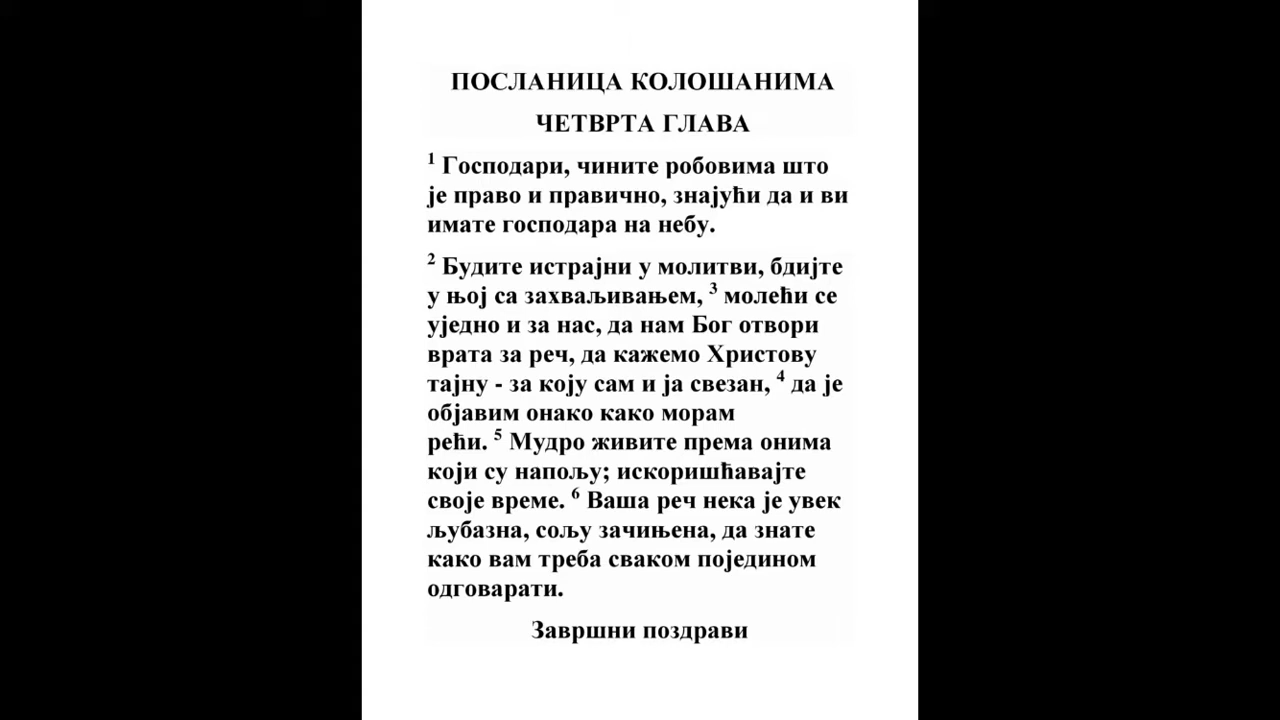 ПОСЛАНИЦА КОЛОШАНИМА
ЧЕТВРТА ГЛАВА
1 Господари, чините робовима што
је право и правично, знајући да и ви
имате господара на небу.
2 Будите истрајни у молитви, бдијте
у њој са захваљивањем, 3 молећи се
уједно и за нас, да нам Бог отвори
врата за реч, да кажемо Христову
тајну - за коју сам и ја свезан, 4 да је
објавим онако како морам
рећи. 5 Мудро живите према онима
који су напољу; искоришћавајте
своје време. 6 Ваша реч нека је увек
љубазна, сољу зачињена, да знате
како вам треба сваком поједином
одговарати.
Завршни поздрави